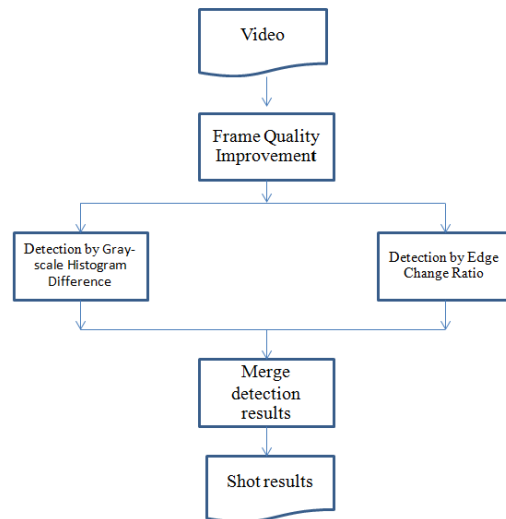 Video
Frame Quality
Improvement
Detection by Gray-
scale Histogram
Difference
Detection by Edge
Change Ratio
Merge
detection
results
Shot results